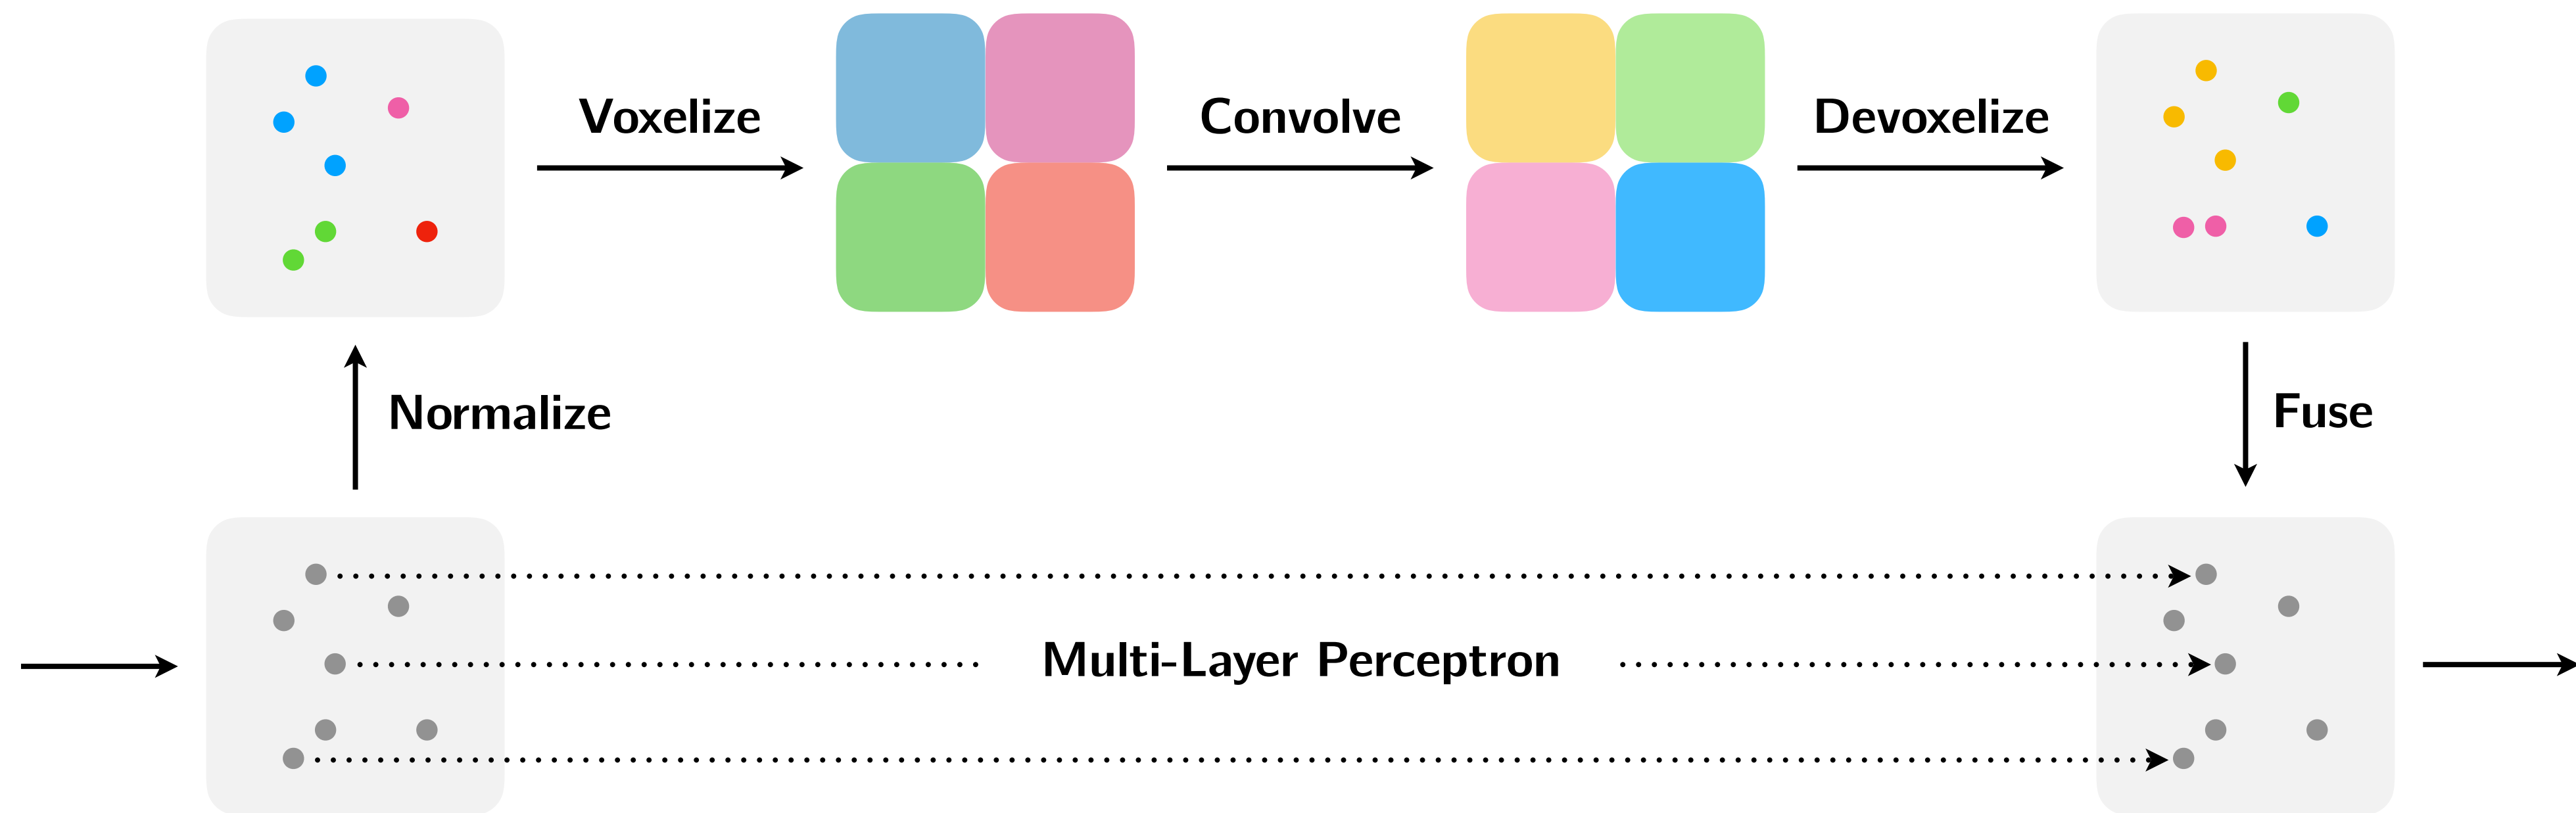 Voxelize
Convolve
Devoxelize
Normalize
Fuse
Multi-Layer Perceptron